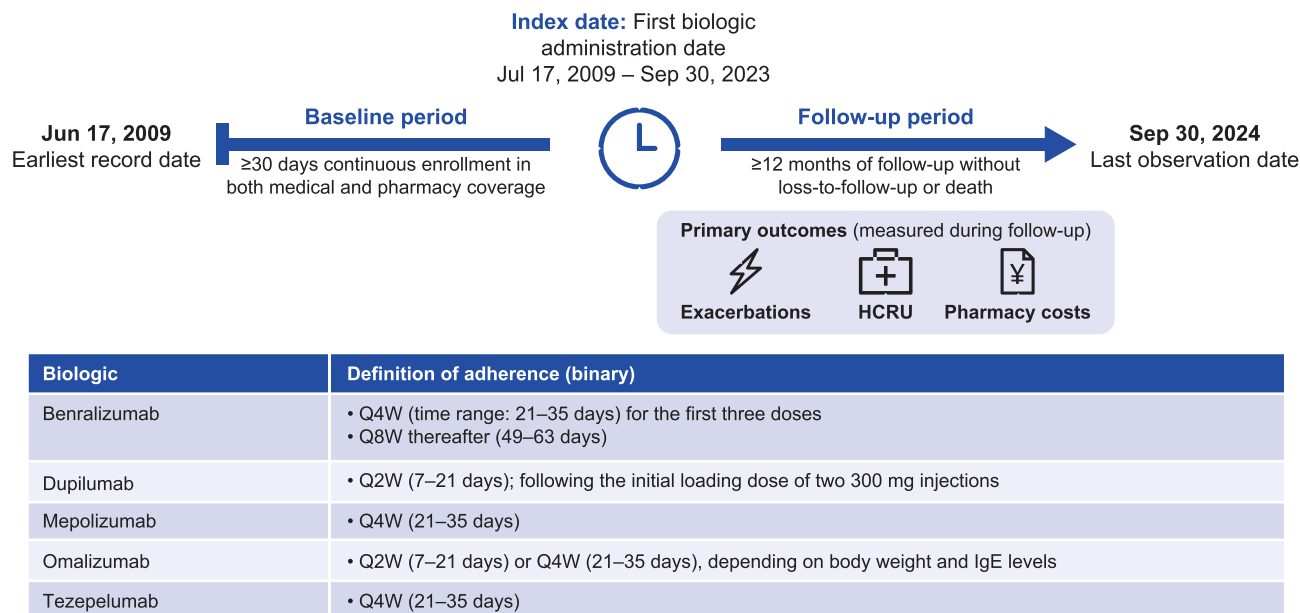 Index date: First biologic
administration date
Jul 17, 2009 – Sep 30, 2023
Jun 17, 2009
Earliest record date
Baseline period
≥30 days continuous enrollment in
both medical and pharmacy coverage
Follow-up period
≥12 months of follow-up without
loss-to-follow-up or death
Sep 30, 2024
Last observation date
Primary outcomes (measured during follow-up)
¥
Exacerbations HCRU Pharmacy costs
Biologic Definition of adherence (binary)
Benralizumab • Q4W (time range: 21–35 days) for the first three doses
• Q8W thereafter (49–63 days)
Dupilumab • Q2W (7–21 days); following the initial loading dose of two 300 mg injections
Mepolizumab • Q4W (21–35 days)
Omalizumab • Q2W (7–21 days) or Q4W (21–35 days), depending on body weight and IgE levels
Tezepelumab • Q4W (21–35 days)